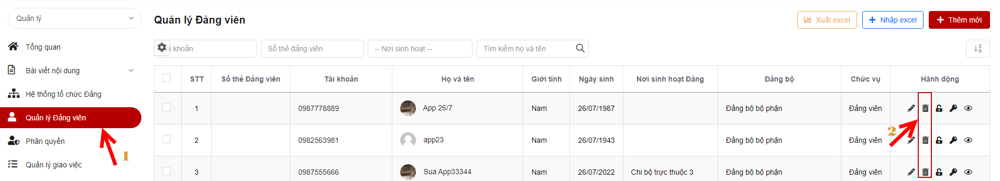 Quản lý
Tổng quan
Bài viết nội dung
Hệ thống tổ chức Đảng
Quản lý Đảng viên
Phân quyền
Quản lý giao việc
1
Quản lý Đảng viên
Xuất excel
Nhập excel
Thêm mới
i khoản
Số thẻ đảng viên
-- Nơi sinh hoạt --
Tìm kiếm họ và tên
STT Số thẻ Đảng viên Tài khoản Họ và tên Giới tính Ngày sinh Nơi sinh hoạt Đảng Đảng bộ Chức vụ Hành động
1 0987778889 App 26/7 Nam 26/07/1987 Đảng bộ bộ phận Đảng viên
2
2 0982563981 app23 Nam 26/07/1943 Đảng bộ bộ phận Đảng viên
3 0987555666 Sua App33344 Nam 26/07/2022 Chi bộ trực thuộc 3 Đảng bộ bộ phận Đảng viên